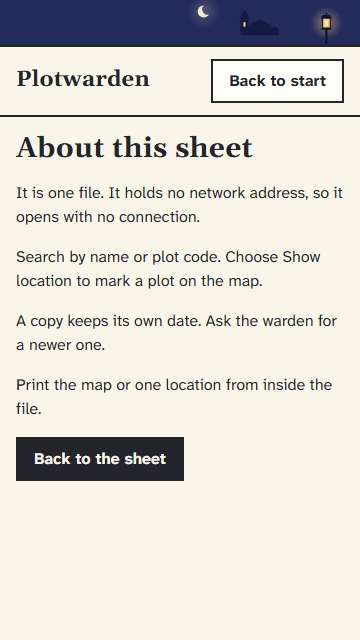 Plotwarden
Back to start
About this sheet
It is one file. It holds no network address, so it
opens with no connection.
Search by name or plot code. Choose Show
location to mark a plot on the map.
A copy keeps its own date. Ask the warden for
a newer one.
Print the map or one location from inside the
file.
Back to the sheet